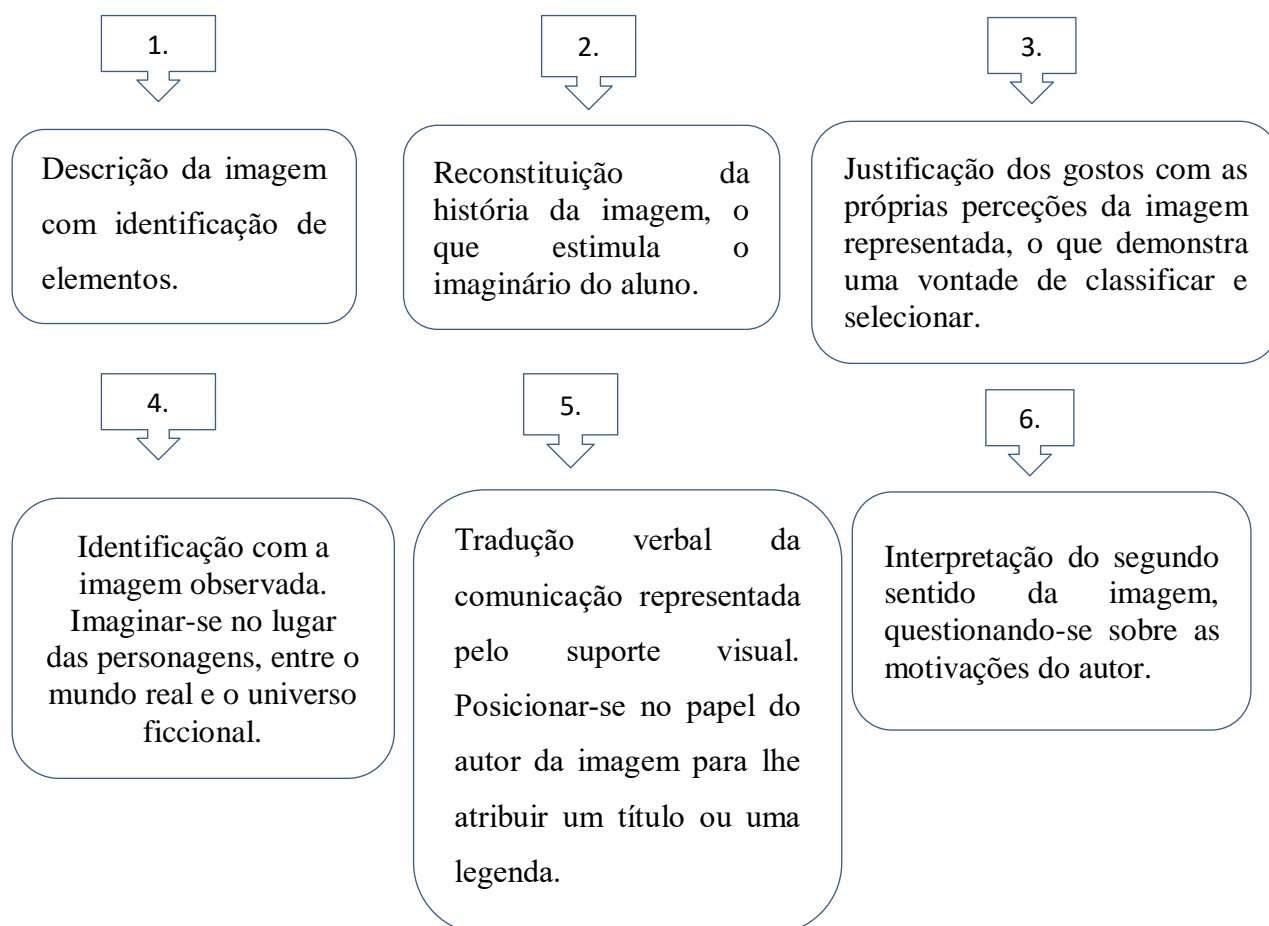 1.
Descrição da imagem
com identificação de
elementos.
2.
Reconstituição da
história da imagem, o
que estimula o
imaginário do aluno.
3.
Justificação dos gostos com as
próprias perceções da imagem
representada, o que demonstra
uma vontade de classificar e
selecionar.
4.
Identificação com a
imagem observada.
Imaginar-se no lugar
das personagens, entre o
mundo real e o universo
ficcional.
5.
Tradução verbal da
comunicação representada
pelo suporte visual.
Posicionar-se no papel do
autor da imagem para lhe
atribuir um título ou uma
legenda.
6.
Interpretação do segundo
sentido da imagem,
questionando-se sobre as
motivações do autor.